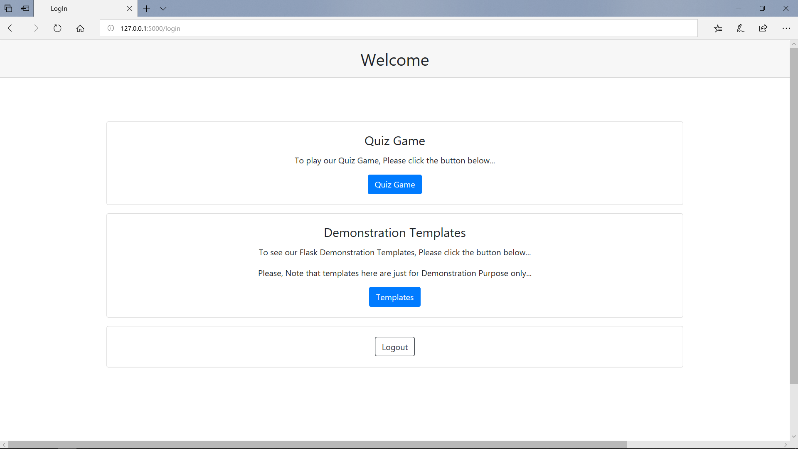 LogIn
127.0.0.1:5000/login
Welcome
Quiz Game
To play our Quiz Game, Please click the button below...
Quiz Game
Demonstration Templates
To see our Flask Demonstration Templates, Please click the button below...
Please, Note that templates here are just for Demonstration Purpose only...
Templates
Logout